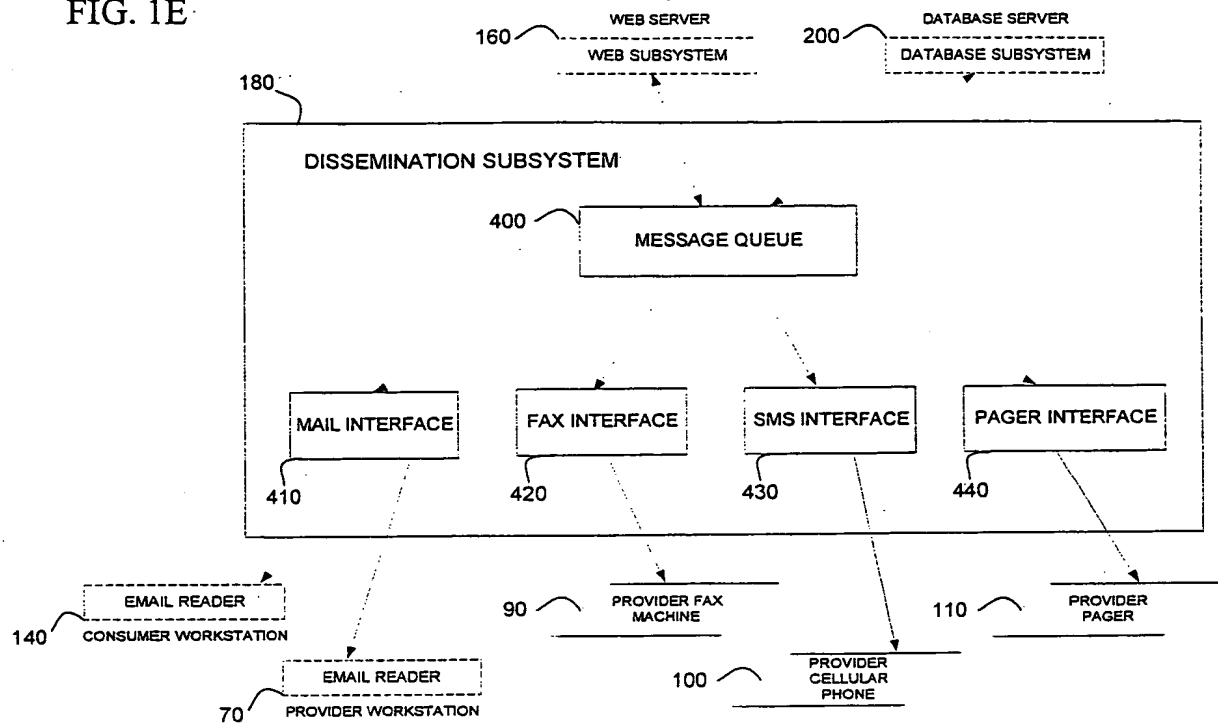 FIG. 1E
WEB SERVER
DATABASE SERVER
160
WEB SUBSYSTEM
200
DATABASE SUBSYSTEM
180
DISSEMINATION SUBSYSTEM
400
MESSAGE QUEUE
MAIL INTERFACE
FAX INTERFACE
SMS INTERFACE
PAGER INTERFACE
410
420
430
440
EMAIL READER
140
CONSUMER WORKSTATION
90
PROVIDER FAX
MACHINE
110
PROVIDER
PAGER
EMAIL READER
70
PROVIDER WORKSTATION
100
PROVIDER
CELLULAR
PHONE